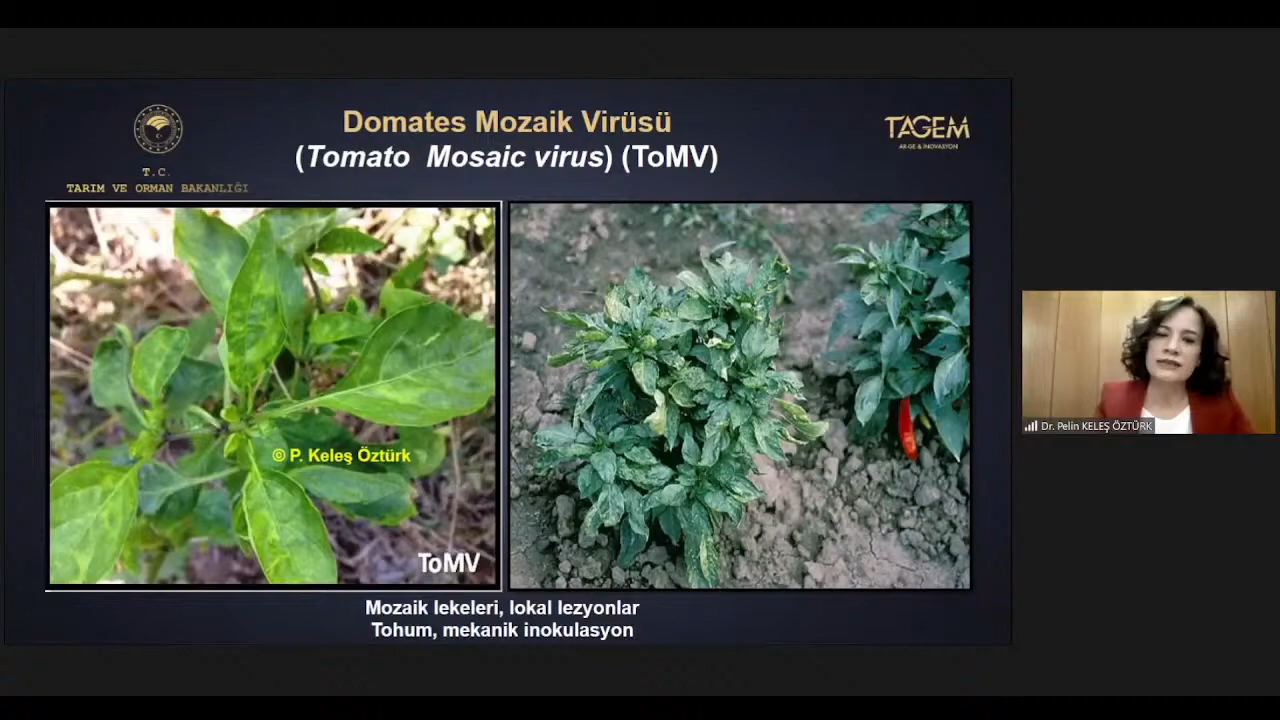 Domates Mozaik Virüsü
(Tomato Mosaic virus) (ToMV)
T.C.
TARIM VE ORMAN BAKANLIĞI
TAGEM
AR-GE & İNOVASYON
© P. Keleş Öztürk
ToMV
Mozaik lekeleri, lokal lezyonlar
Tohum, mekanik inokulasyon
Dr. Pelin KELEŞ ÖZTÜRK